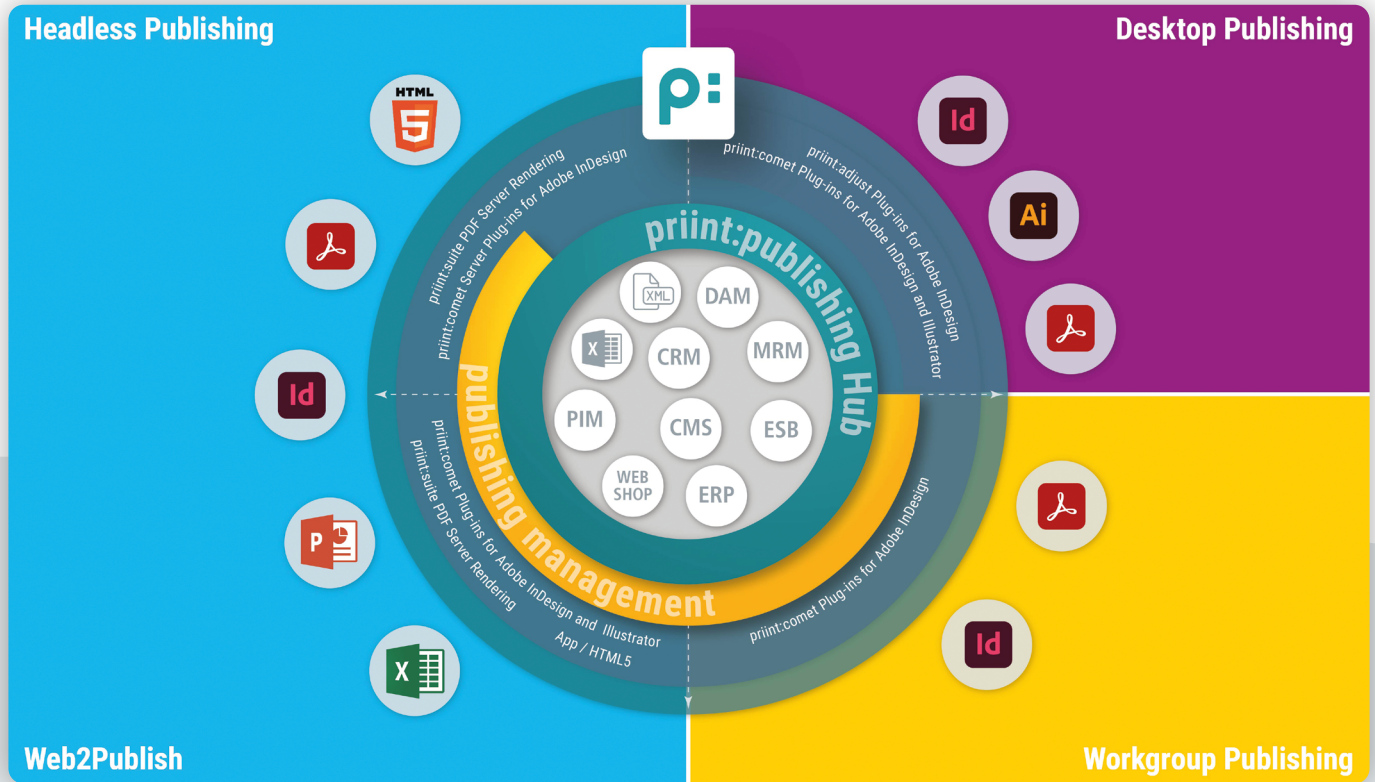 Headless Publishing
Desktop Publishing
HTML
5
p:
Id
Ai
priint:suite PDF Server Rendering
priint:comet Server Plug-ins for Adobe InDesign
priint:adjust Plug-ins for Adobe InDesign
priint:comet Plug-ins for Adobe InDesign and Illustrator
priint:publishing Hub
XML
DAM
X
CRM
MRM
PIM
CMS
ESB
WEB
SHOP
ERP
Id
publishing management
priint:comet Plug-ins for Adobe InDesign and Illustrator
priint:suite PDF Server Rendering
App / HTML5
priint:comet Plug-ins for Adobe InDesign
P
Id
X
Web2Publish
Workgroup Publishing